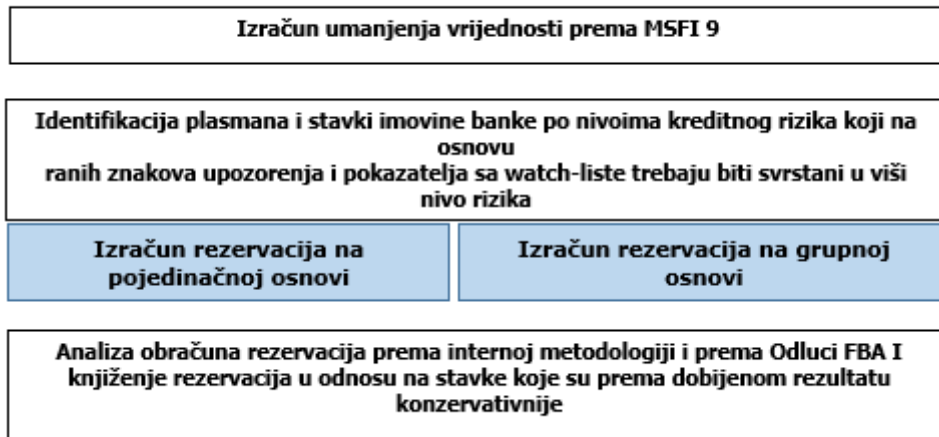 Izračun umanjenja vrijednosti prema MSFI 9
Identifikacija plasmana i stavki imovine banke po nivoima kreditnog rizika koji na
osnovu
ranih znakova upozorenja i pokazatelja sa watch-liste trebaju biti svrstani u viši
nivo rizika
Izračun rezervacija na
pojedinačnoj osnovi
Izračun rezervacija na grupnoj
osnovi
Analiza obračuna rezervacija prema internoj metodologiji i prema Odluci FBA I
knjiženje rezervacija u odnosu na stavke koje su prema dobijenom rezultatu
konzervativnije